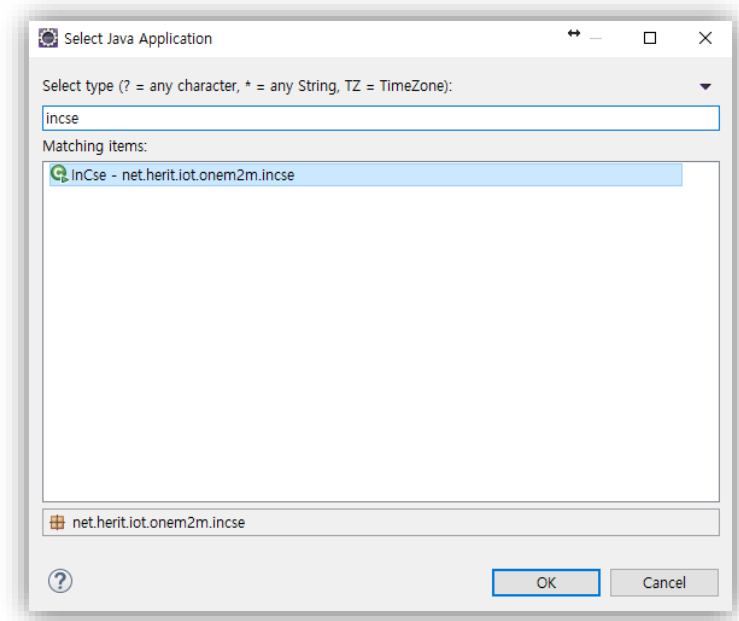 Select Java Application
Select type (? = any character, * = any String, TZ = TimeZone):
incse
Matching items:
InCse - net.herit.iot.onem2m.incse
net.herit.iot.onem2m.incse
OK Cancel